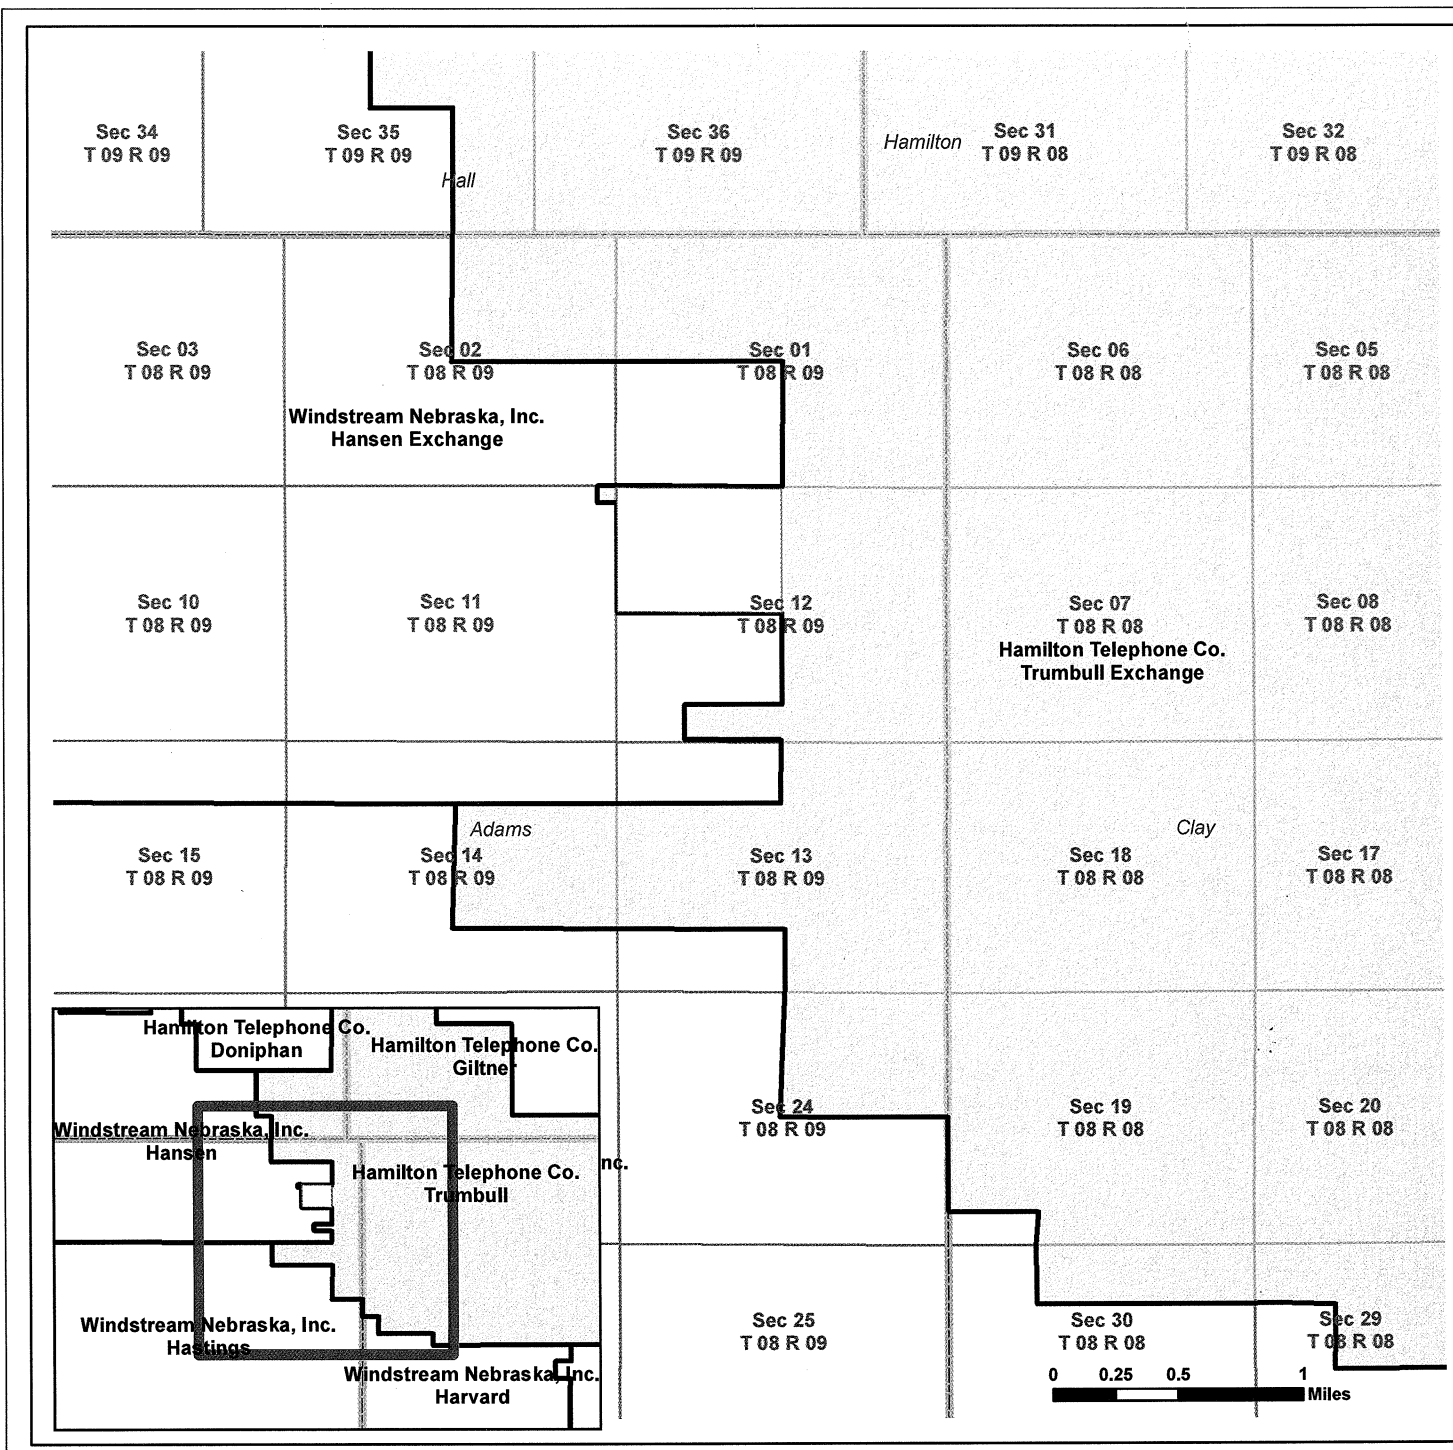 Sec 34
T 09 R 09
Sec 35
T 09 R 09
Sec 36
T 09 R 09
Hamilton
Sec 31
T 09 R 08
Sec 32
T 09 R 08
Hall
Sec 03
T 08 R 09
Sec 02
T 08 R 09
Sec 01
T 08 R 09
Sec 06
T 08 R 08
Sec 05
T 08 R 08
Windstream Nebraska, Inc.
Hansen Exchange
Sec 10
T 08 R 09
Sec 11
T 08 R 09
Sec 12
T 08 R 09
Sec 07
T 08 R 08
Sec 08
T 08 R 08
Hamilton Telephone Co.
Trumbull Exchange
Adams
Clay
Sec 15
T 08 R 09
Sec 14
T 08 R 09
Sec 13
T 08 R 09
Sec 18
T 08 R 08
Sec 17
T 08 R 08
Hamilton Telephone Co.
Doniphan
Hamilton Telephone Co.
Giltner
Windstream Nebraska, Inc.
Hansen
Hamilton Telephone Co.
Trumbull
nc.
Windstream Nebraska, Inc.
Hastings
Windstream Nebraska, Inc.
Harvard
Sec 24
T 08 R 09
Sec 19
T 08 R 08
Sec 20
T 08 R 08
Sec 25
T 08 R 09
Sec 30
T 08 R 08
Sec 29
T 08 R 08
0 0.25 0.5 1
Miles